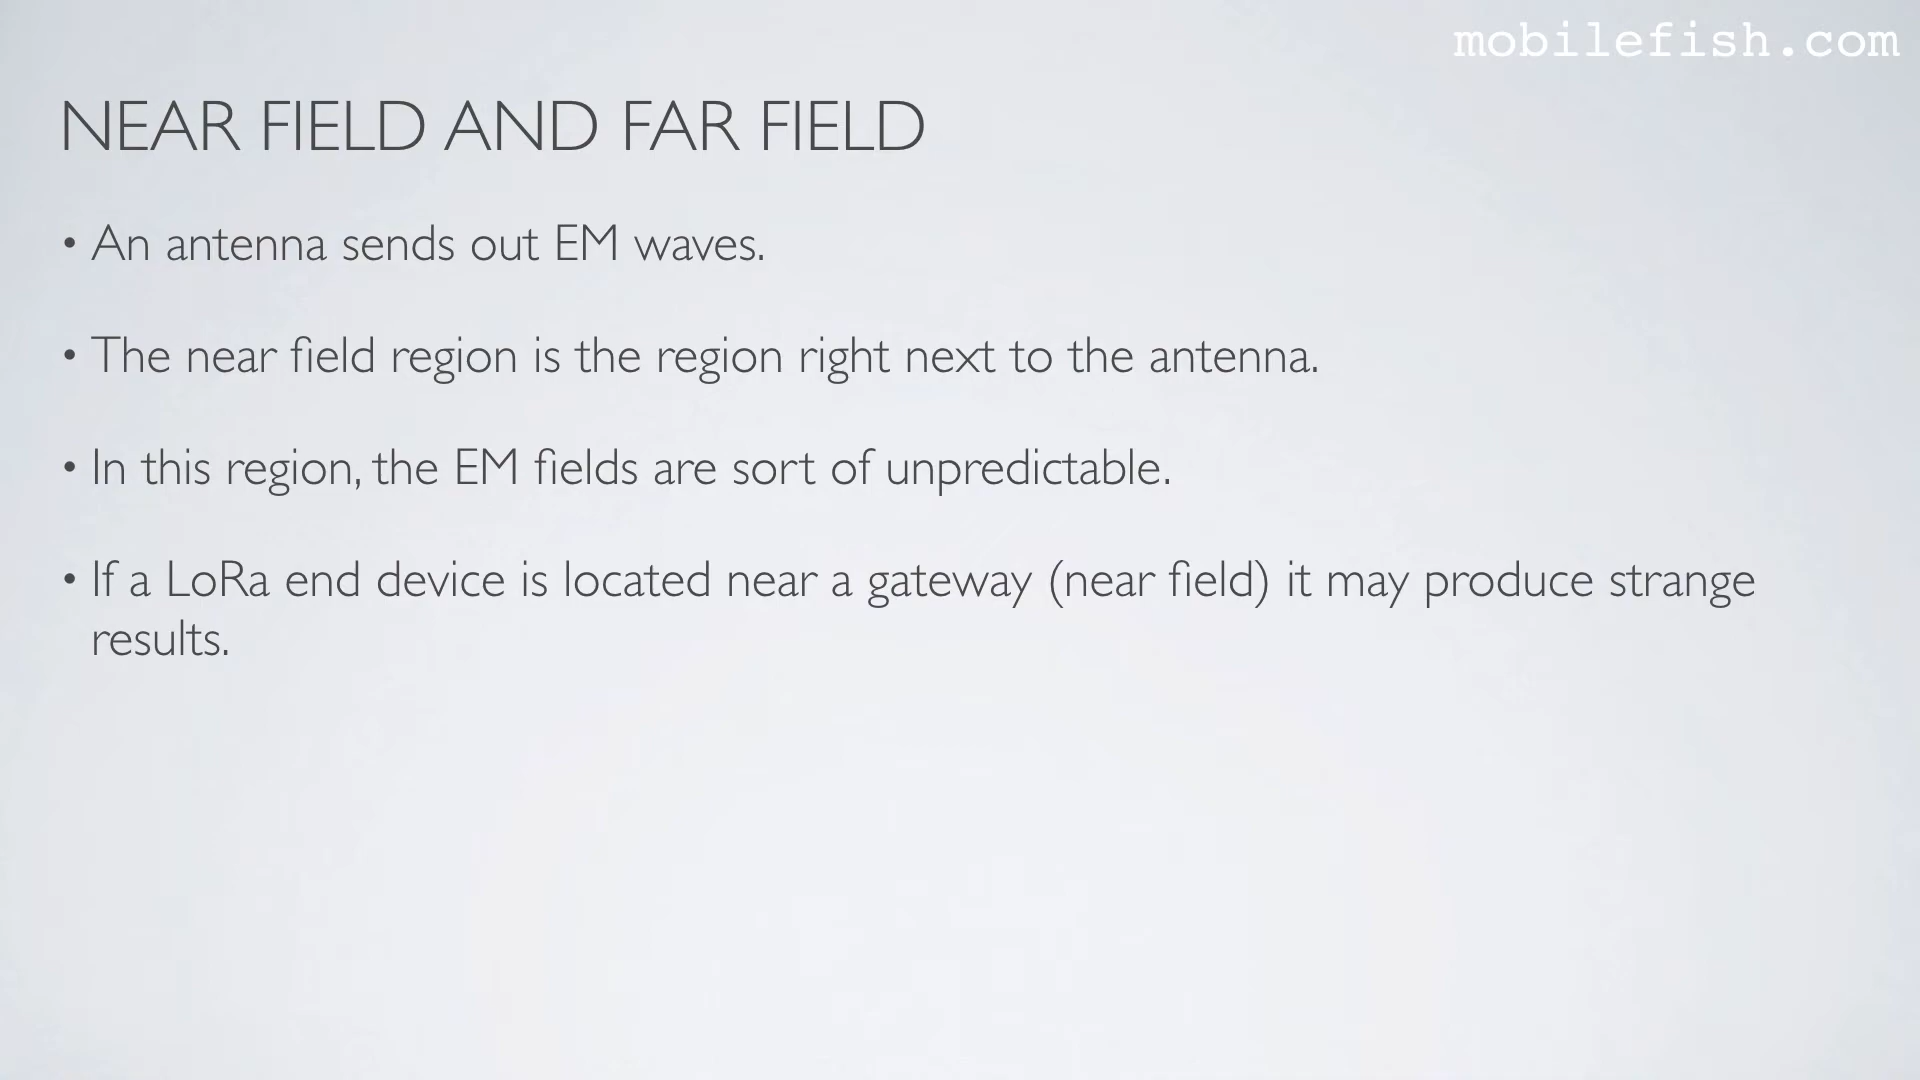 mobilefish.com
NEAR FIELD AND FAR FIELD
• An antenna sends out EM waves.
• The near field region is the region right next to the antenna.
• In this region, the EM fields are sort of unpredictable.
• If a LoRa end device is located near a gateway (near field) it may produce strange
results.